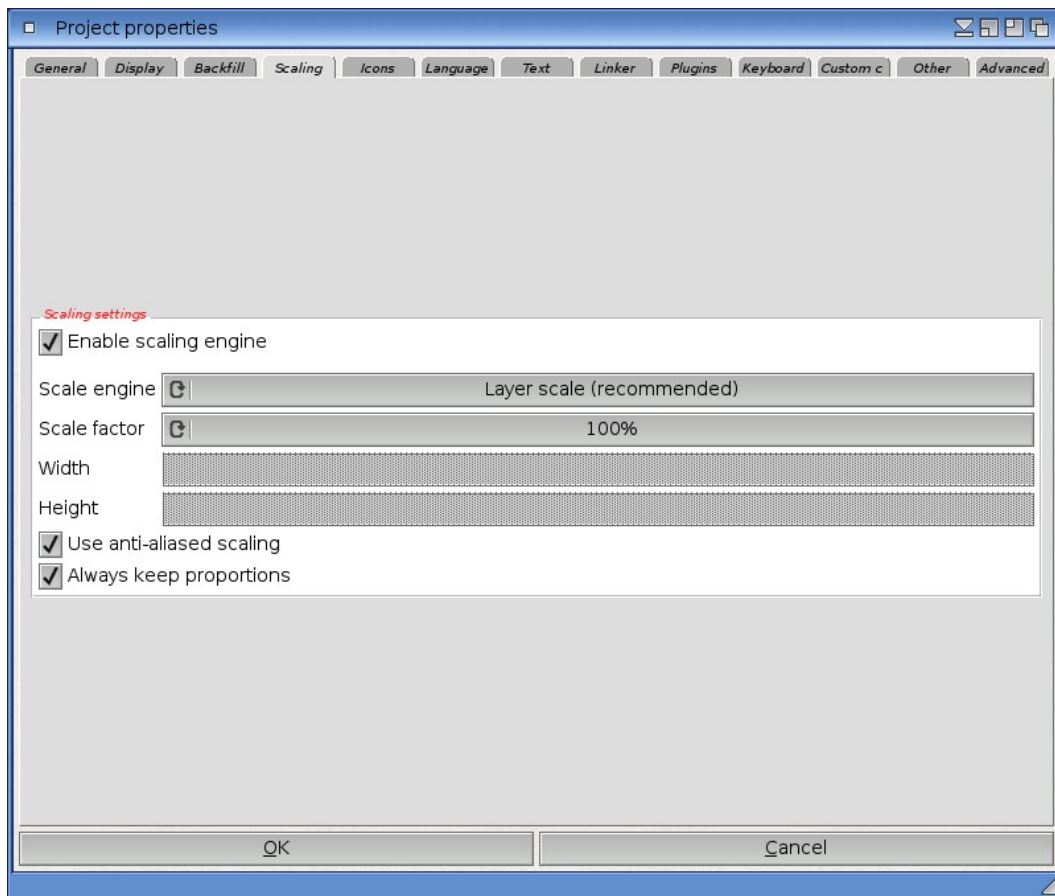 Project properties
General Display Backfill Scaling Icons Language Text Linker Plugins Keyboard Custom c Other Advanced
Scaling settings
Enable scaling engine
Scale engine Layer scale (recommended)
Scale factor 100%
Width
Height
Use anti-aliased scaling
Always keep proportions
OK Cancel